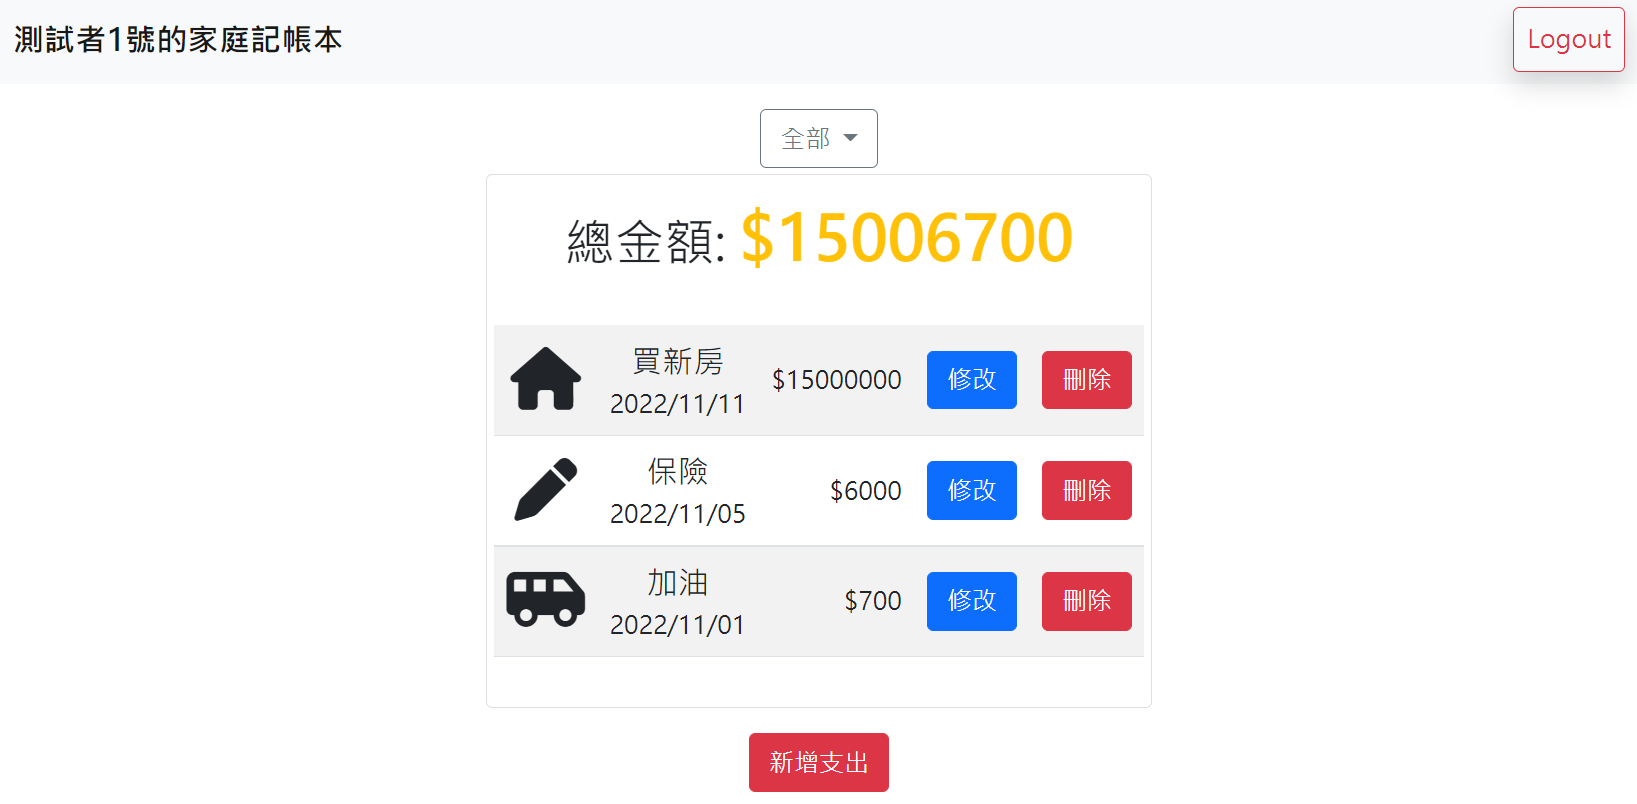 測試者1號的家庭記帳本
Logout
全部
總金額: $15006700
買新房
2022/11/11
$15000000
修改
刪除
保險
2022/11/05
$6000
修改
刪除
加油
2022/11/01
$700
修改
刪除
新增支出